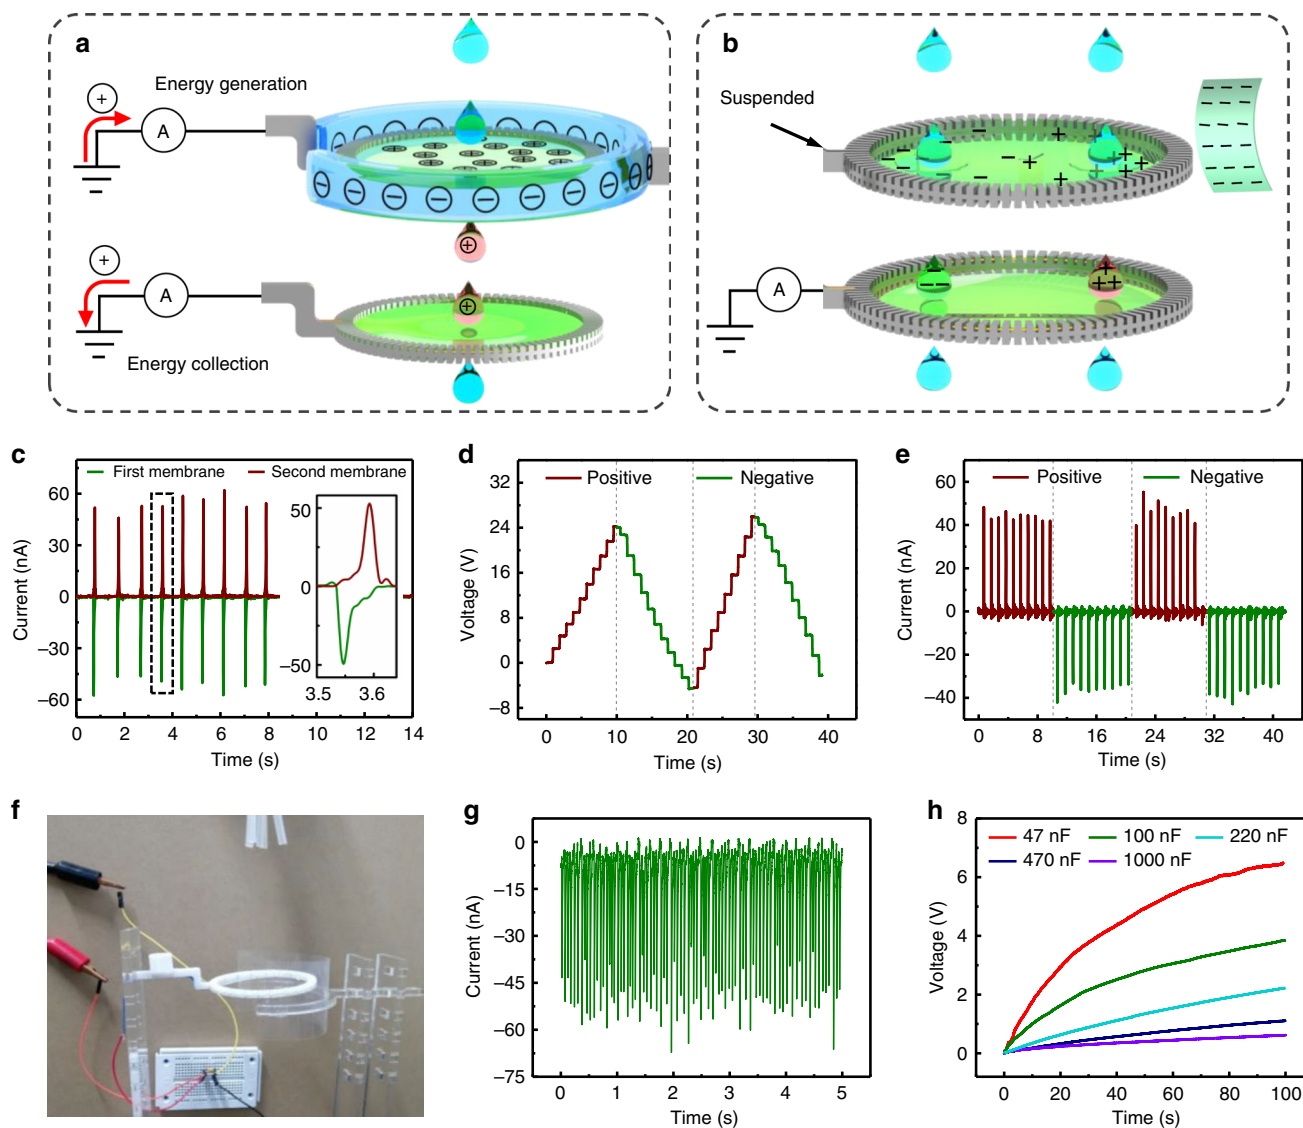 a
Energy generation
+
A
Energy collection
+
A
b
Suspended
A
c
First membrane
Second membrane
Current (nA)
60
30
0
−30
−60
0
2
4
6
8
10
12
14
Time (s)
50
0
−50
3.5
3.6
d
Positive
Negative
Voltage (V)
32
24
16
8
0
−8
0
10
20
30
40
Time (s)
e
Positive
Negative
Current (nA)
60
40
20
0
−20
−40
0
8
16
24
32
40
Time (s)
f
g
Current (nA)
0
−15
−30
−45
−60
−75
0
1
2
3
4
5
Time (s)
h
47 nF
100 nF
220 nF
470 nF
1000 nF
Voltage (V)
8
6
4
2
0
0
20
40
60
80
100
Time (s)